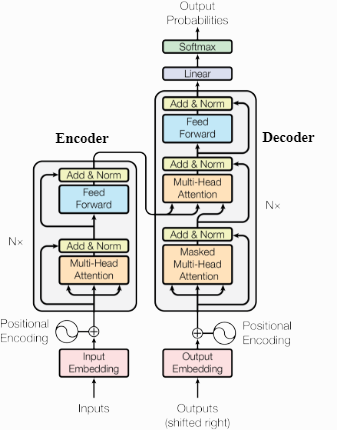 Output
Probabilities
Softmax
Linear
Add & Norm
Feed
Forward
Add & Norm
Multi-Head
Attention
Add & Norm
Masked
Multi-Head
Attention
Decoder
Nx
Encoder
Add & Norm
Feed
Forward
Add & Norm
Multi-Head
Attention
Nx
Positional
Encoding
Input
Embedding
Inputs
Positional
Encoding
Output
Embedding
Outputs
(shifted right)